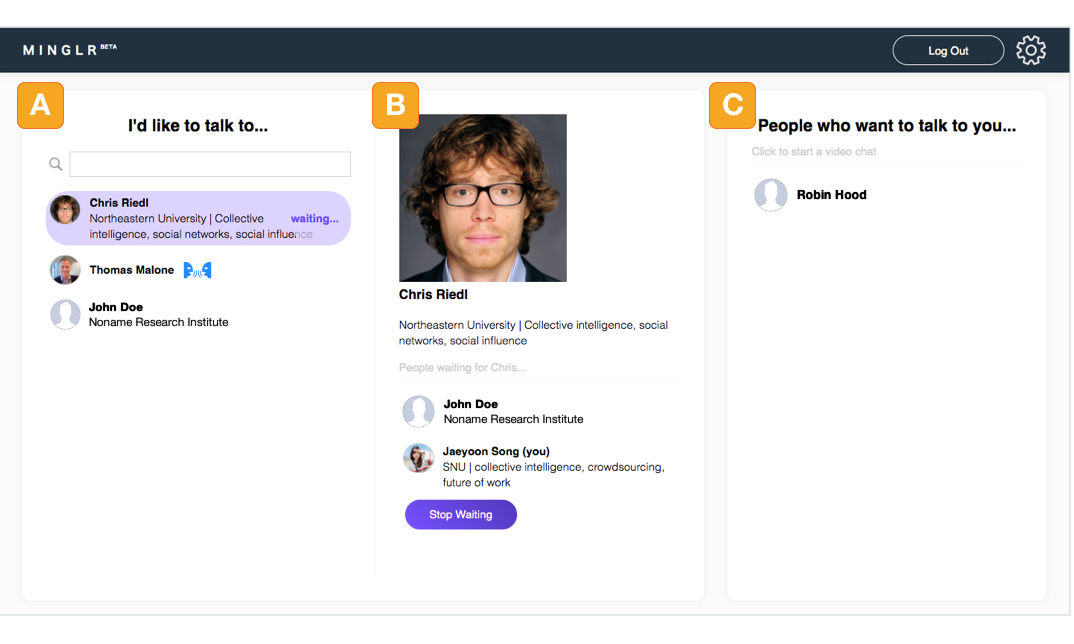 MINGLR BETA
Log Out
A
I'd like to talk to...
Chris Riedl
Northeastern University | Collective
waiting...
intelligence, social networks, social influence
Thomas Malone
John Doe
Noname Research Institute
B
Chris Riedl
Northeastern University | Collective intelligence, social
networks, social influence
People waiting for Chris...
John Doe
Noname Research Institute
Jaeyoon Song (you)
SNU | collective intelligence, crowdsourcing,
future of work
Stop Waiting
C
People who want to talk to you...
Click to start a video chat
Robin Hood